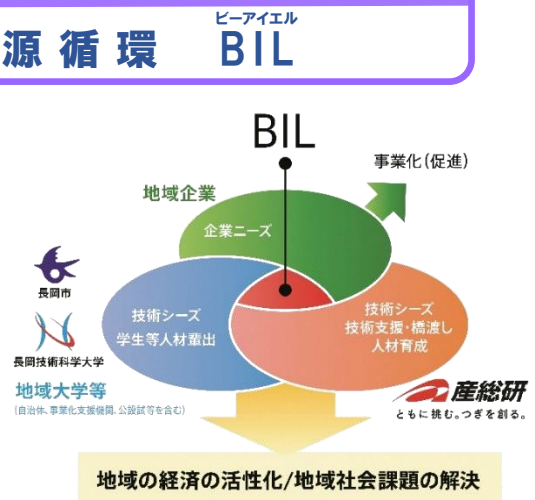 ビーアイエル
源循環 BIL
BIL
事業化(促進)
地域企業
企業ニーズ
長岡市
技術シーズ
学生等人材輩出
技術シーズ
技術支援・橋渡し
人材育成
長岡技術科学大学
地域大学等
(自治体、事業化支援機関、公設試等を含む)
産総研
ともに挑む。つぎを創る。
地域の経済の活性化/地域社会課題の解決